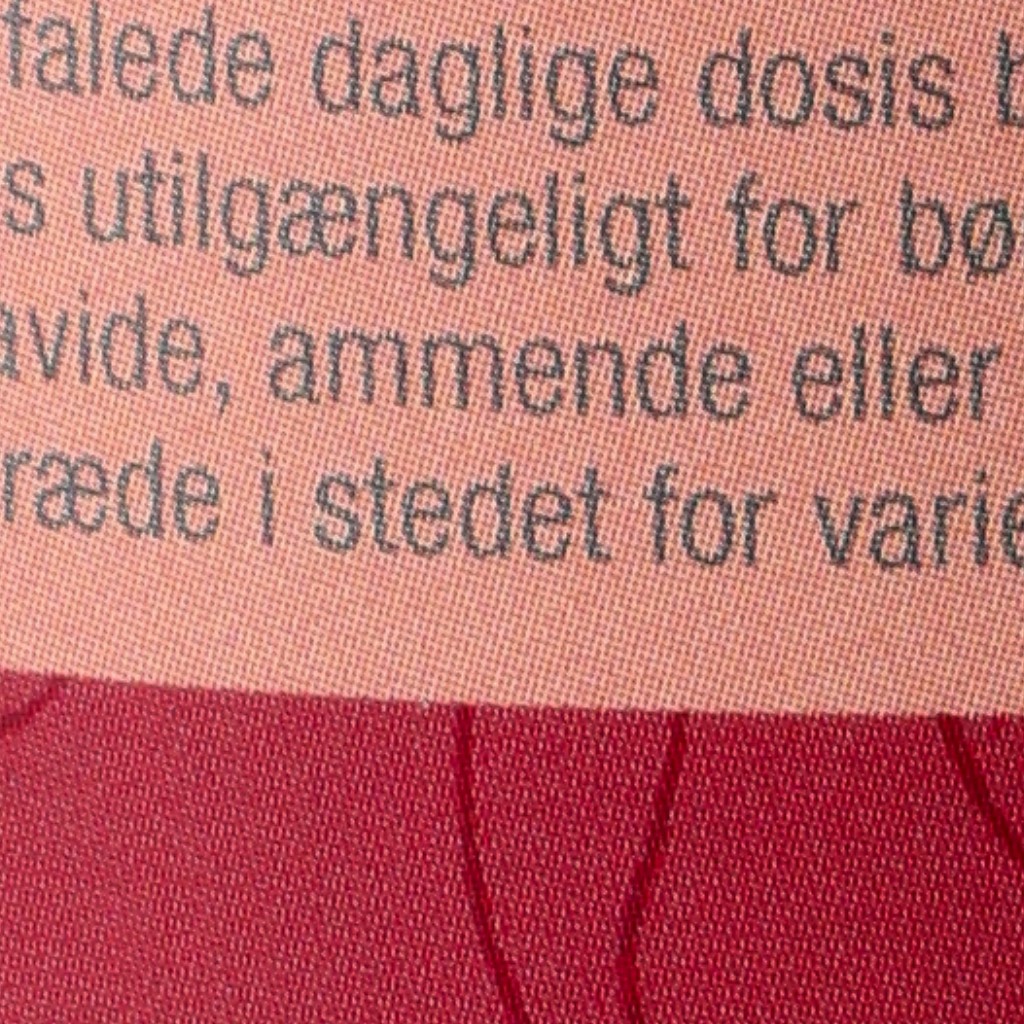 falede daglige dosis b
s utilgængeligt for bø
avide, ammende eller
ræde i stedet for varie